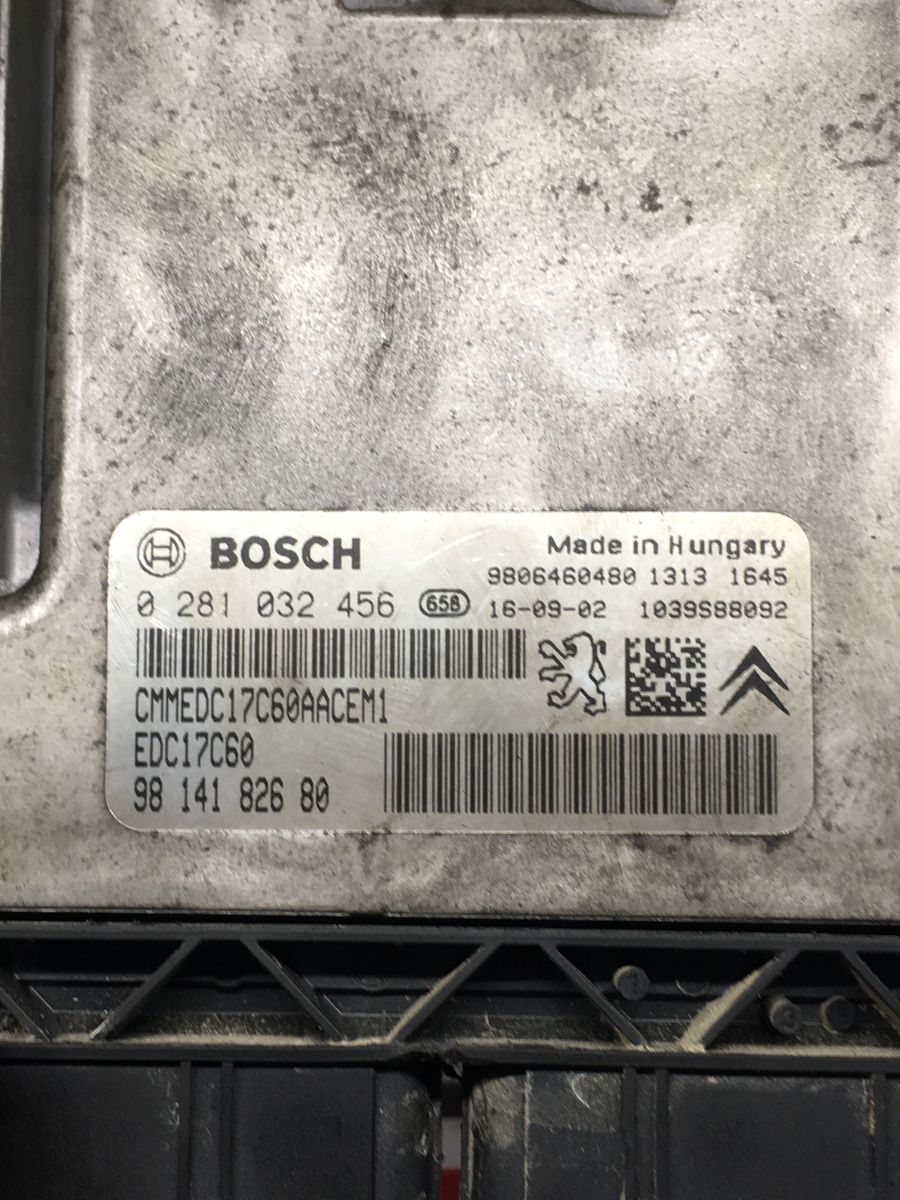 BOSCH
Made in Hungary
9806460480 1313 1645
0 281 032 456 658 16-09-02 1039S88092
CMMEDC17C60AACEM1
EDC17C60
98 141 826 80